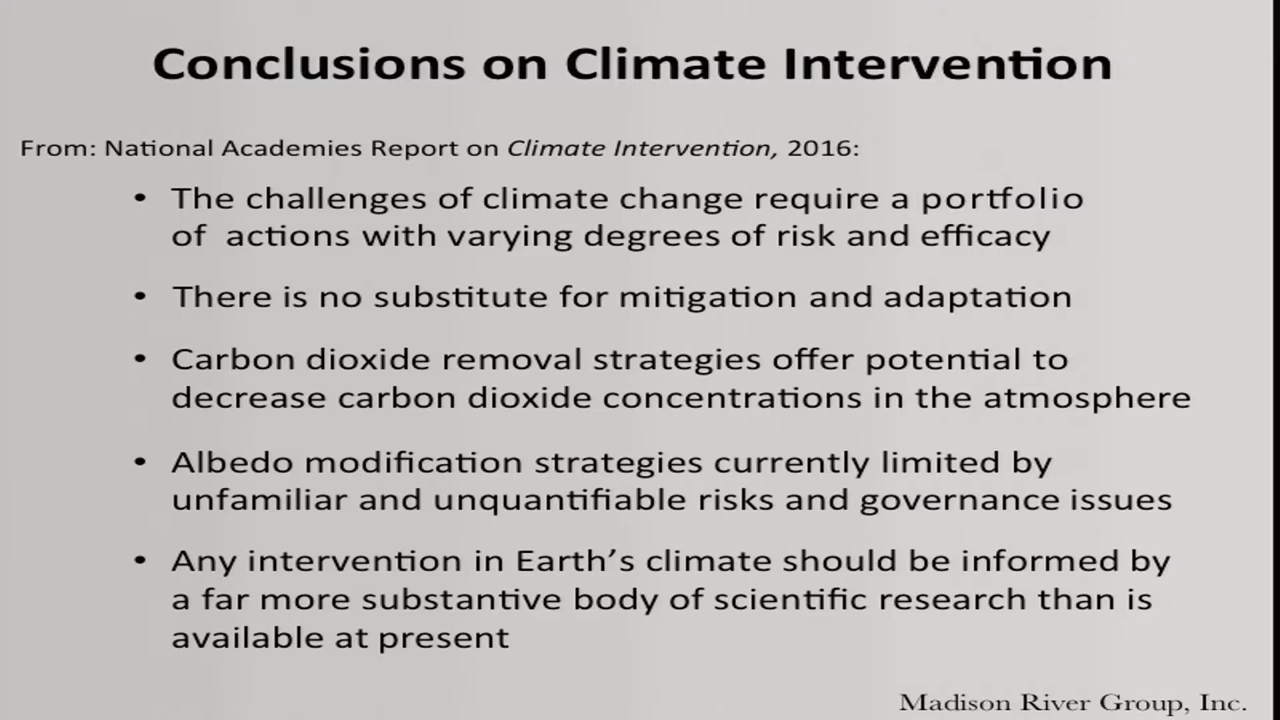 Conclusions on Climate Intervention
From: National Academies Report on Climate Intervention, 2016:
• The challenges of climate change require a portfolio
of actions with varying degrees of risk and efficacy
• There is no substitute for mitigation and adaptation
• Carbon dioxide removal strategies offer potential to
decrease carbon dioxide concentrations in the atmosphere
• Albedo modification strategies currently limited by
unfamiliar and unquantifiable risks and governance issues
• Any intervention in Earth’s climate should be informed by
a far more substantive body of scientific research than is
available at present
Madison River Group, Inc.